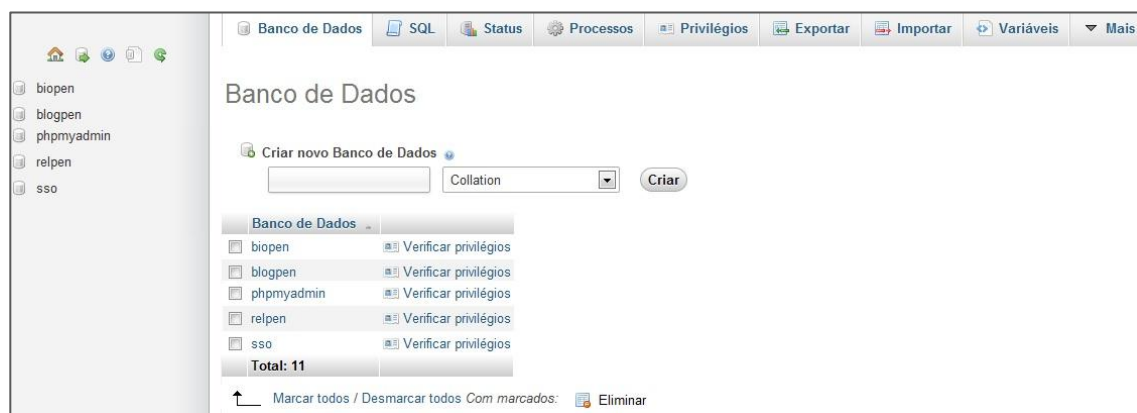 Banco de Dados SQL Status Processos Privilégios Exportar Importar Variáveis Mais
biopen
blogpen
phpmyadmin
relpen
sso
Banco de Dados
Criar novo Banco de Dados
Collation Criar
Banco de Dados
biopen Verificar privilégios
blogpen Verificar privilégios
phpmyadmin Verificar privilégios
relpen Verificar privilégios
sso Verificar privilégios
Total: 11
Marcar todos / Desmarcar todos Com marcados: Eliminar